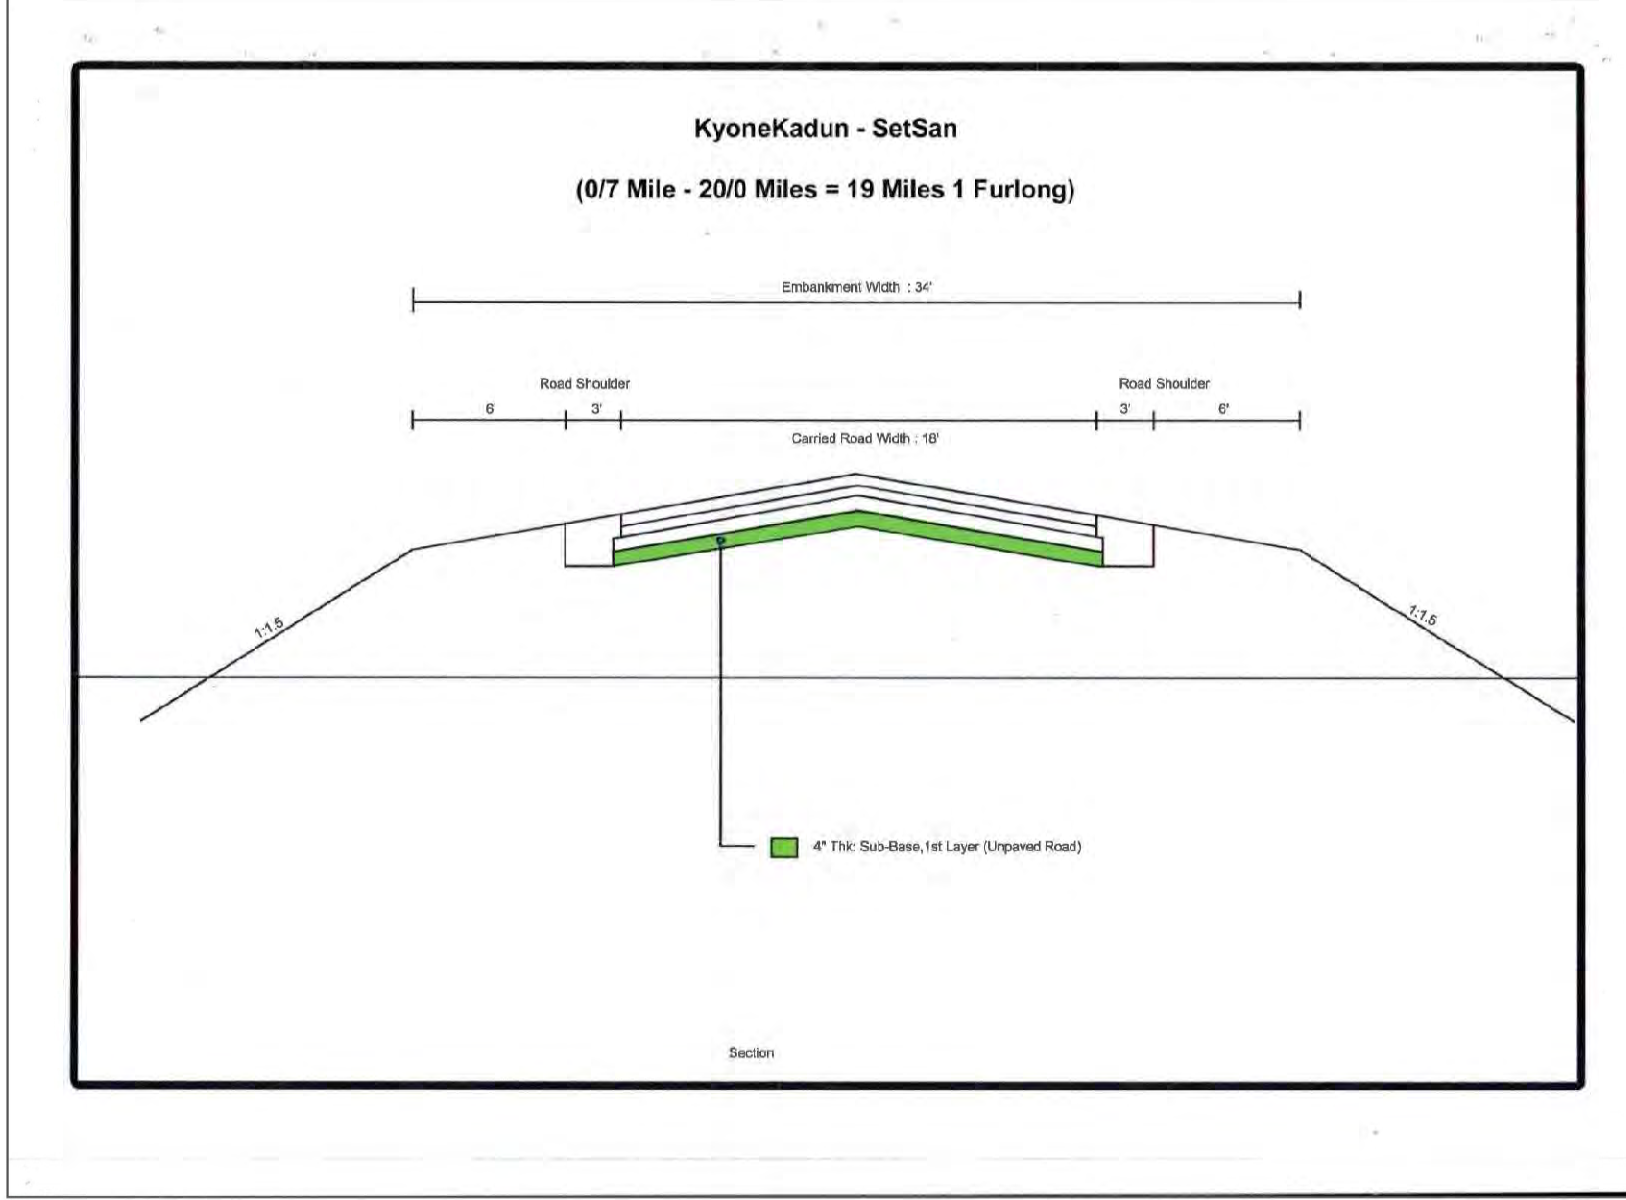 KyoneKadun - SetSan
(0/7 Mile - 20/0 Miles = 19 Miles 1 Furlong)
Embankment Width : 34'
Road Shoulder
Road Shoulder
6
3'
3'
6'
Carried Road Width : 18'
1:1.5
1:1.5
4" Thk: Sub-Base,1st Layer (Unpaved Road)
Section